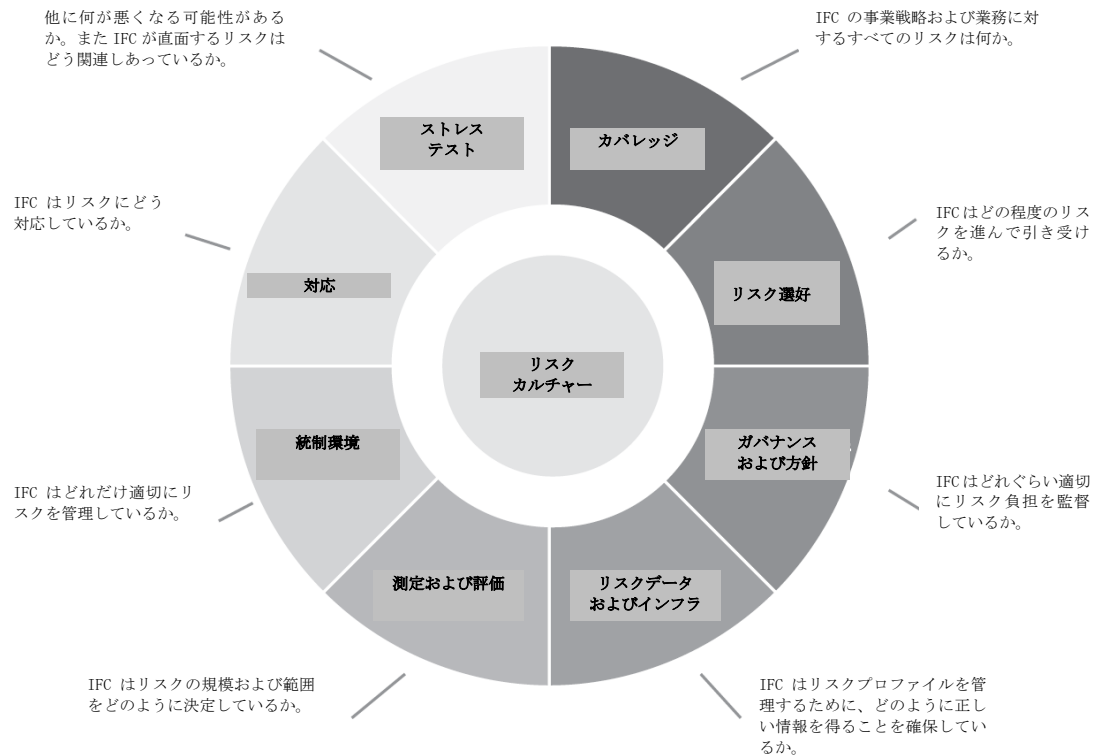 他に何が悪くなる可能性がある
か。また IFC が直面するリスクは
どう関連しあっているか。
IFC の事業戦略および業務に対
するすべてのリスクは何か。
ストレス
テスト
カバレッジ
IFC はリスクにどう
対応しているか。
IFC はどの程度のリス
クを進んで引き受け
るか。
対応
リスク選好
リスク
カルチャー
統制環境
ガバナンス
および方針
IFC はどれだけ適切にリ
スクを管理しているか。
IFC はどれぐらい適切
にリスク負担を監督
しているか。
測定および評価
リスクデータ
およびインフラ
IFC はリスクの規模および範囲
をどのように決定しているか。
IFC はリスクプロファイルを管
理するために、どのように正し
い情報を得ることを確保してい
るか。